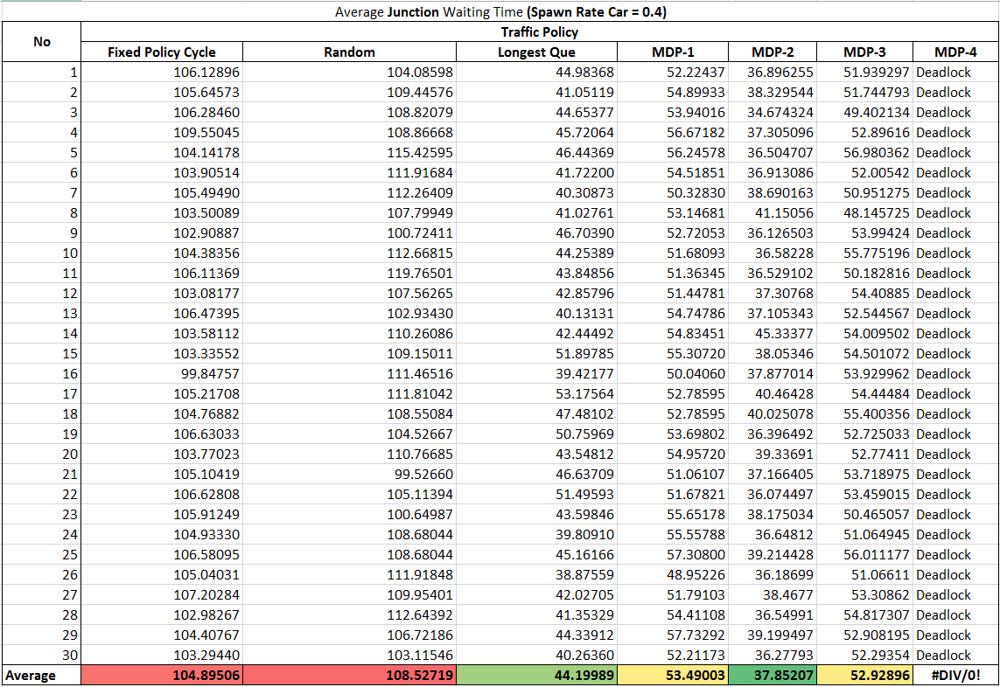 Average Junction Waiting Time (Spawn Rate Car = 0.4)
No Traffic Policy
Fixed Policy Cycle Random Longest Que MDP-1 MDP-2 MDP-3 MDP-4
1 106.12896 104.08598 44.98368 52.22437 36.896255 51.939297 Deadlock
2 105.64573 109.44576 41.05119 54.89933 38.329544 51.744793 Deadlock
3 106.28460 108.82079 44.65377 53.94016 34.674324 49.402134 Deadlock
4 109.55045 108.86668 45.72064 56.67182 37.305096 52.89616 Deadlock
5 104.14178 115.42595 46.44369 56.24578 36.504707 56.980362 Deadlock
6 103.90514 111.91684 41.72200 54.51851 36.913086 52.00542 Deadlock
7 105.49490 112.26409 40.30873 50.32830 38.690163 50.951275 Deadlock
8 103.50089 107.79949 41.02761 53.14681 41.15056 48.145725 Deadlock
9 102.90887 100.72411 46.70390 52.72053 36.126503 53.99424 Deadlock
10 104.38356 112.66815 44.25389 51.68093 36.58228 55.775196 Deadlock
11 106.11369 119.76501 43.84856 51.36345 36.529102 50.182816 Deadlock
12 103.08177 107.56265 42.85796 51.44781 37.30768 54.40885 Deadlock
13 106.47395 102.93430 40.13131 54.74786 37.105343 52.544567 Deadlock
14 103.58112 110.26086 42.44492 54.83451 45.33377 54.009502 Deadlock
15 103.33552 109.15011 51.89785 55.30720 38.05346 54.501072 Deadlock
16 99.84757 111.46516 39.42177 50.04060 37.877014 53.929962 Deadlock
17 105.21708 111.81042 53.17564 52.78595 40.46428 54.44484 Deadlock
18 104.76882 108.55084 47.48102 52.78595 40.025078 55.400356 Deadlock
19 106.63033 104.52667 50.75969 53.69802 36.396492 52.725033 Deadlock
20 103.77023 110.76685 43.54812 54.95720 39.33691 52.77411 Deadlock
21 105.10419 99.52660 46.63709 51.06107 37.166405 53.718975 Deadlock
22 106.62808 105.11394 51.49593 51.67821 36.074497 53.459015 Deadlock
23 105.91249 100.64987 43.59846 55.65178 38.175034 50.465057 Deadlock
24 104.93330 108.68044 39.80910 55.55788 36.64812 51.064945 Deadlock
25 106.58095 108.68044 45.16166 57.30800 39.214428 56.011177 Deadlock
26 105.04031 111.91848 38.87559 48.95226 36.18699 51.06611 Deadlock
27 107.20284 109.95401 42.02705 51.79103 38.4677 53.30862 Deadlock
28 102.98267 112.64392 41.35329 54.41108 36.54991 54.817307 Deadlock
29 104.40767 106.72186 44.33912 57.73292 39.199497 52.908195 Deadlock
30 103.29440 103.11546 40.26360 52.21173 36.27793 52.29354 Deadlock
Average 104.89506 108.52719 44.19989 53.49003 37.85207 52.92896 #DIV/0!